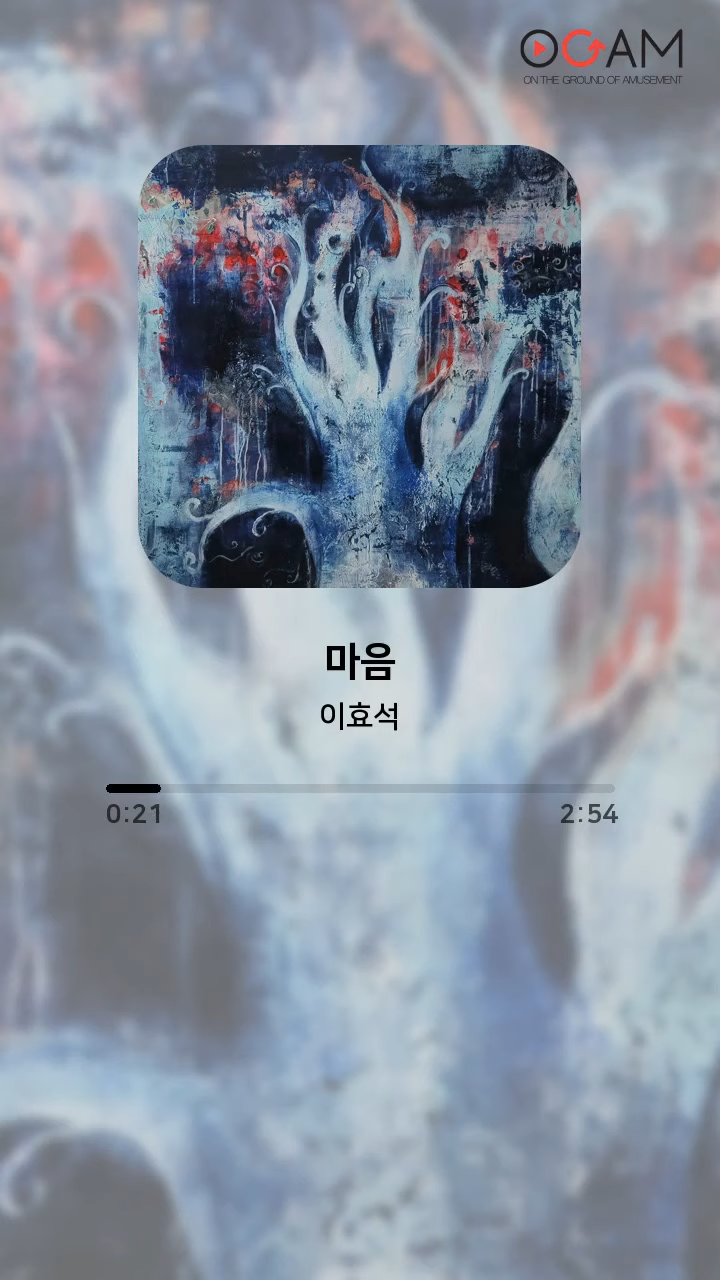 OGAM
ON THE GROUND OF AMUSEMENT
마음
이효석
0:21
2:54